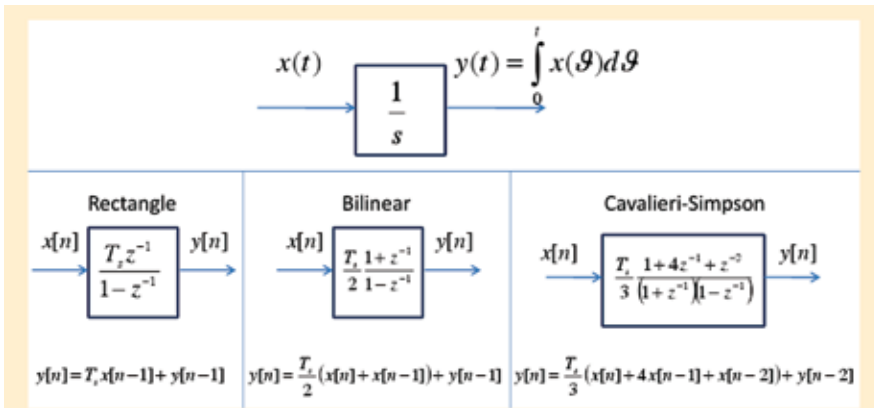 x(t)
y(t) = ∫₀ᵗ x(ϑ)dϑ
1/s
Rectangle
x[n]
T_s z⁻¹ / (1 − z⁻¹)
y[n]
y[n]=T_s x[n−1]+ y[n−1]
Bilinear
x[n]
T_s/2 (1+z⁻¹)/(1−z⁻¹)
y[n]
y[n]= T_s/2 (x[n]+x[n−1])+ y[n−1]
Cavalieri-Simpson
x[n]
T_s/3 (1+4z⁻¹+z⁻²)/((1+z⁻¹)(1−z⁻¹))
y[n]
y[n]= T_s/3 (x[n]+4x[n−1]+x[n−2])+ y[n−2]